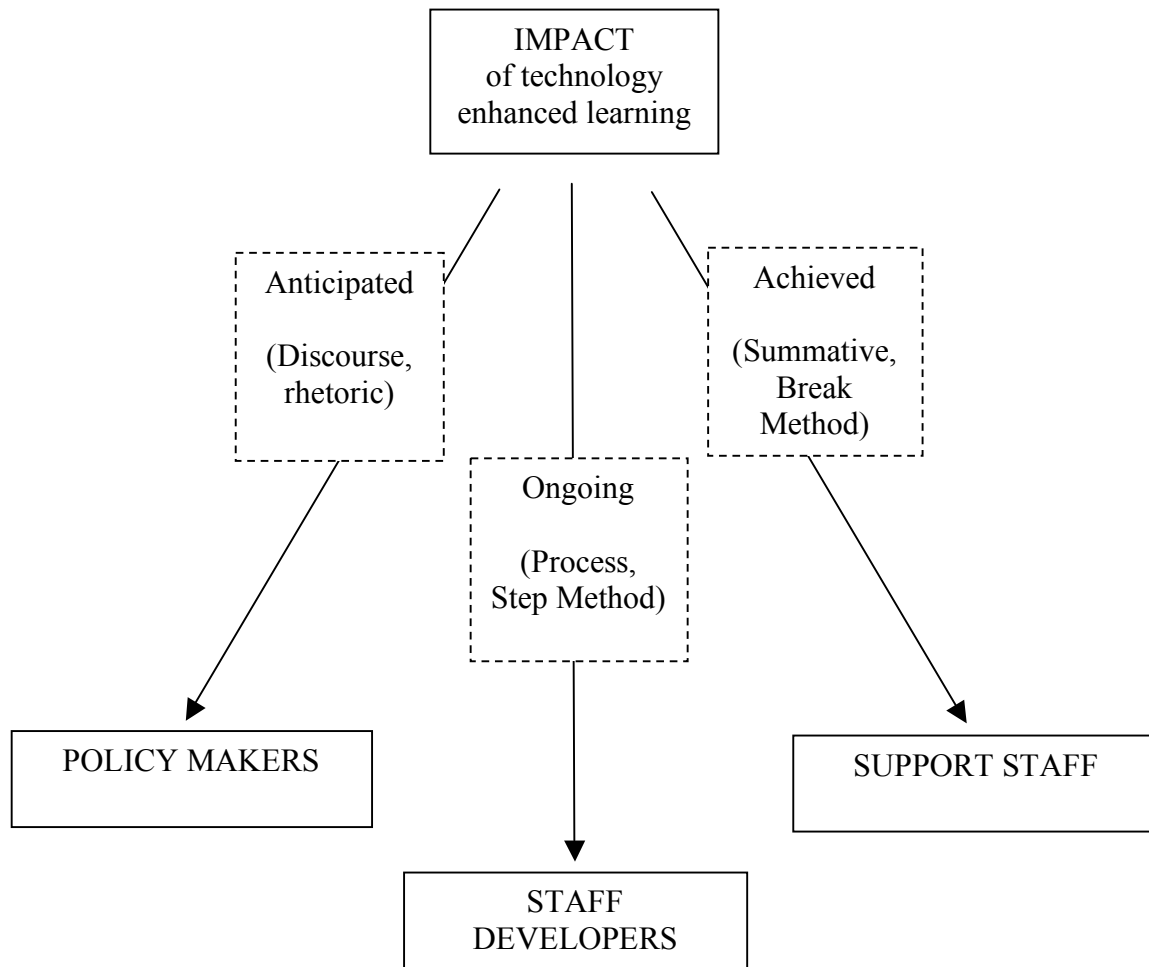 IMPACT
of technology
enhanced learning
Anticipated
(Discourse,
rhetoric)
Achieved
(Summative,
Break
Method)
Ongoing
(Process,
Step Method)
POLICY MAKERS
SUPPORT STAFF
STAFF
DEVELOPERS